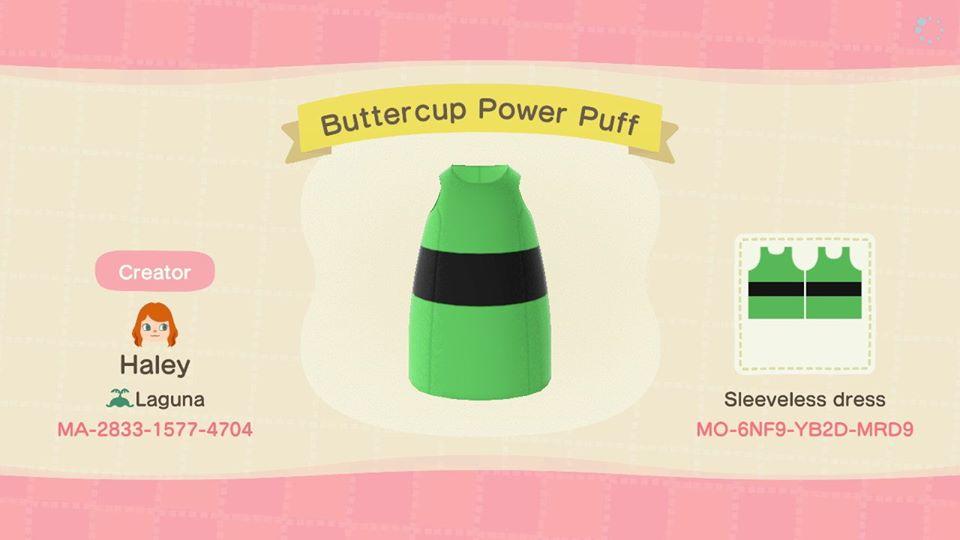 Buttercup Power Puff
Creator
Haley
Laguna
MA-2833-1577-4704
Sleeveless dress
MO-6NF9-YB2D-MRD9